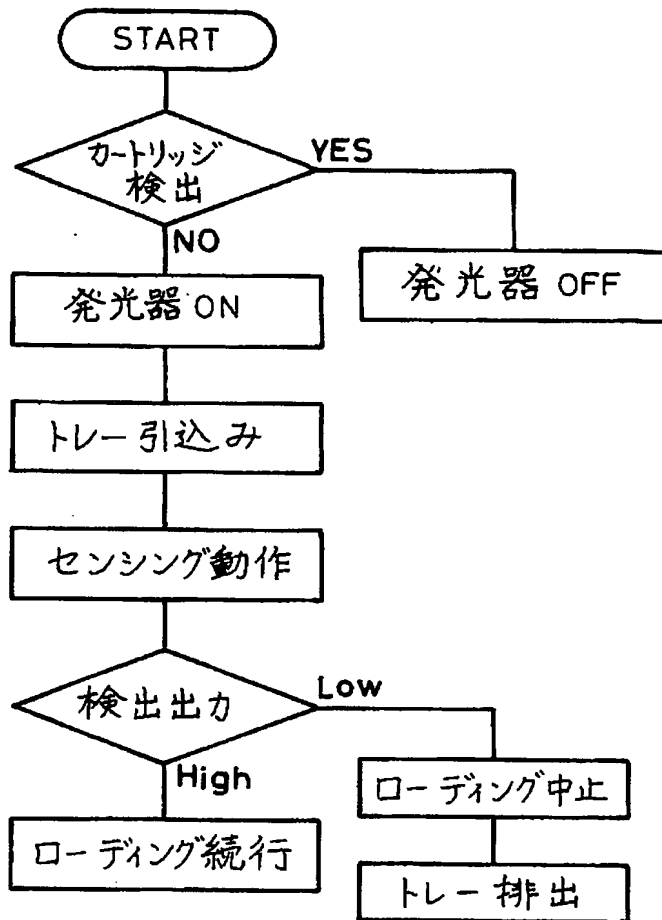 START
カートリッジ
検出
YES
NO
発光器 ON
発光器 OFF
トレー引込み
センシング動作
検出出力
Low
High
ローディング中止
ローディング続行
トレー排出